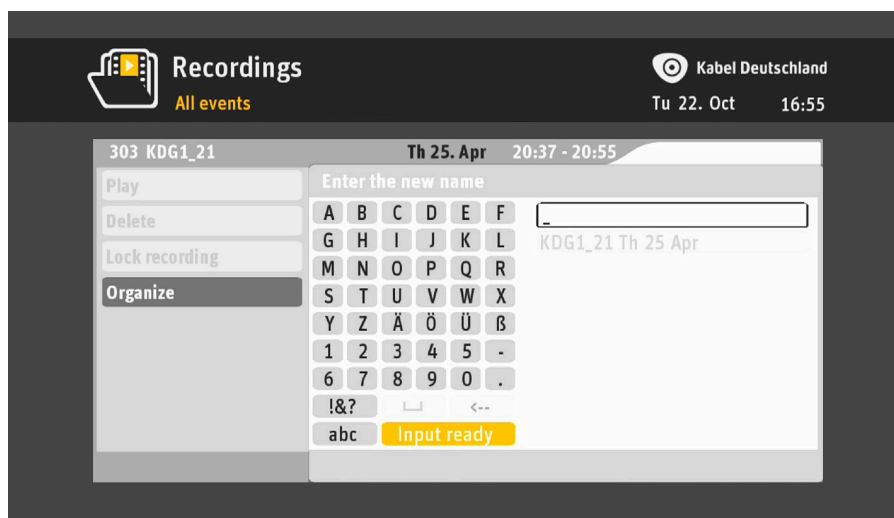 Recordings
All events
Kabel Deutschland
Tu 22. Oct 16:55
303 KDG1_21 Th 25. Apr 20:37 - 20:55
Play
Delete
Lock recording
Organize
Enter the new name
_
KDG1_21 Th 25 Apr
A B C D E F
G H I J K L
M N O P Q R
S T U V W X
Y Z Ä Ö Ü ß
1 2 3 4 5 -
6 7 8 9 0 .
!&? ⎵ <--
abc Input ready